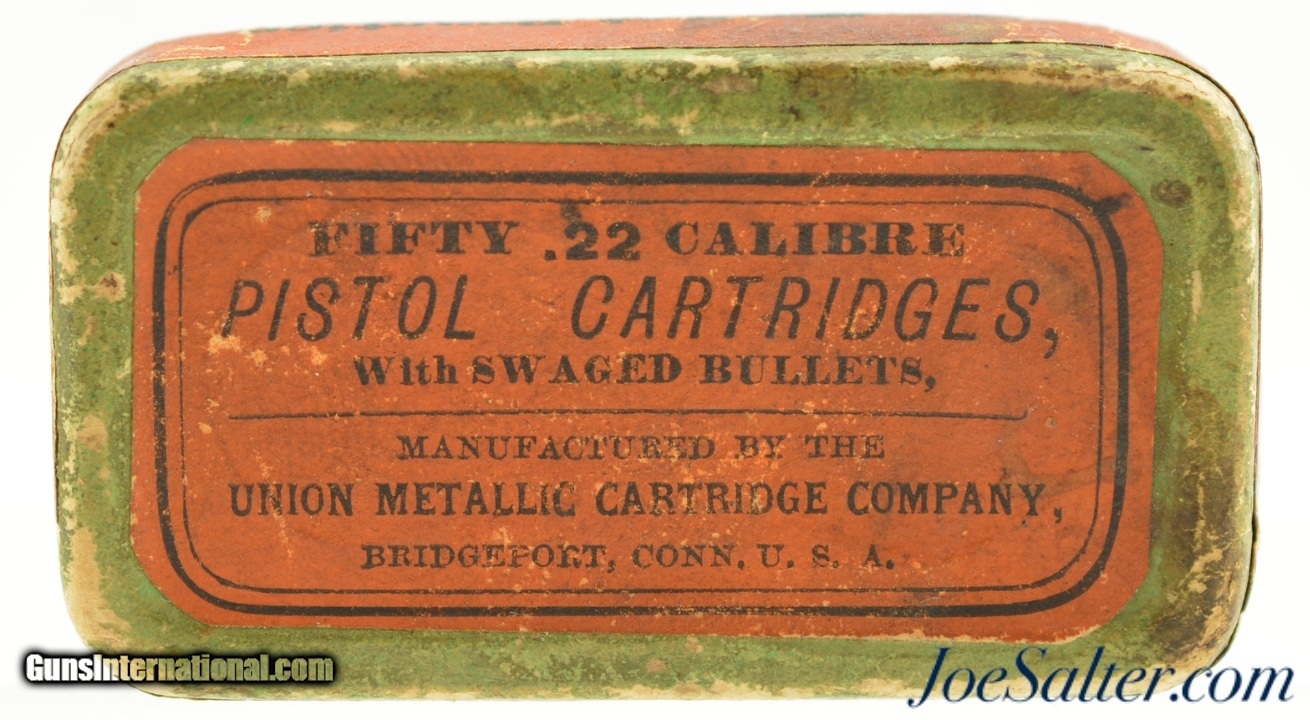 FIFTY .22 CALIBRE
PISTOL CARTRIDGES,
With SWAGED BULLETS,
MANUFACTURED BY THE
UNION METALLIC CARTRIDGE COMPANY,
BRIDGEPORT, CONN. U. S. A.
GunsInternational.com
JoeSalter.com